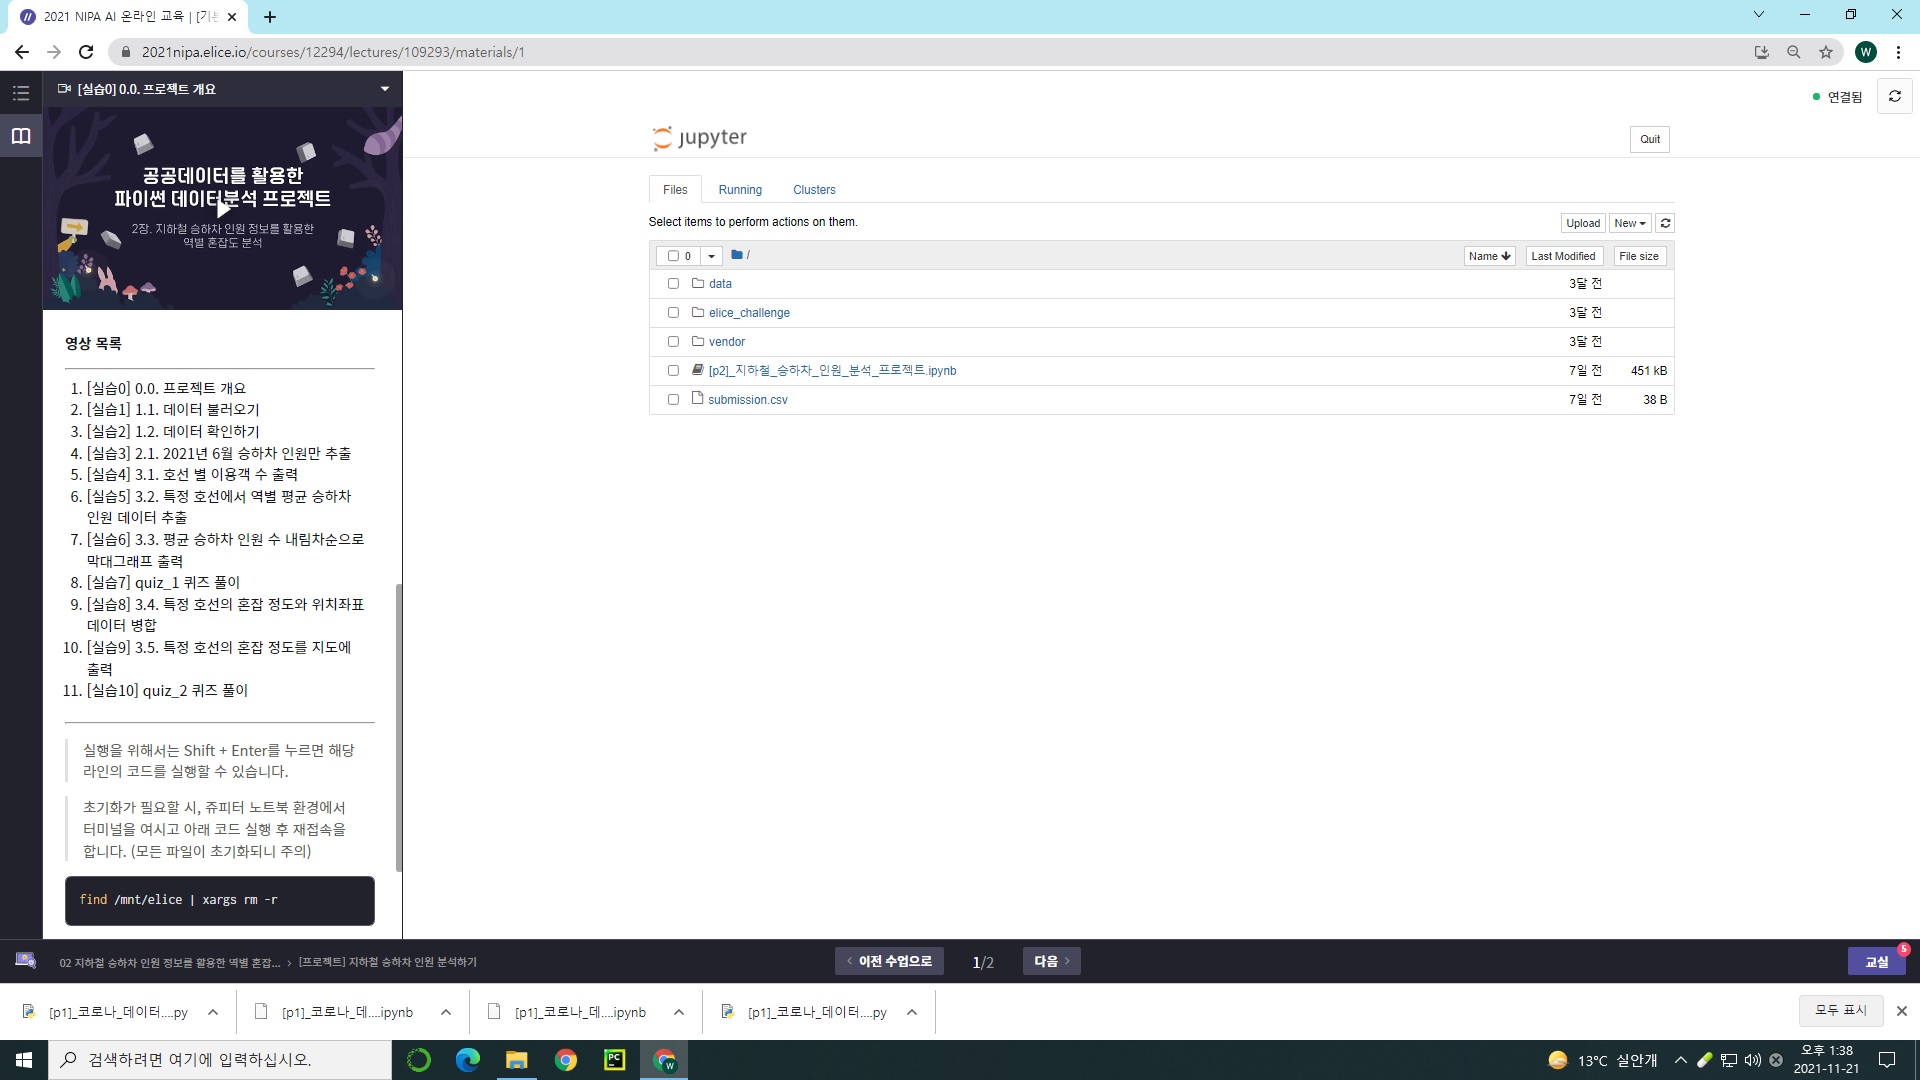 2021 NIPA AI 온라인 교육 | [기본
2021nipa.elice.io/courses/12294/lectures/109293/materials/1
W
[실습0] 0.0. 프로젝트 개요
연결됨
공공데이터를 활용한
파이썬 데이터분석 프로젝트
2장. 지하철 승하차 인원 정보를 활용한
역별 혼잡도 분석
jupyter
Quit
Files
Running
Clusters
Select items to perform actions on them.
Upload
New
0
/
Name
Last Modified
File size
data
3달 전
elice_challenge
3달 전
vendor
3달 전
[p2]_지하철_승하차_인원_분석_프로젝트.ipynb
7일 전
451 kB
submission.csv
7일 전
38 B
영상 목록
1. [실습0] 0.0. 프로젝트 개요
2. [실습1] 1.1. 데이터 불러오기
3. [실습2] 1.2. 데이터 확인하기
4. [실습3] 2.1. 2021년 6월 승하차 인원만 추출
5. [실습4] 3.1. 호선 별 이용객 수 출력
6. [실습5] 3.2. 특정 호선에서 역별 평균 승하차
인원 데이터 추출
7. [실습6] 3.3. 평균 승하차 인원 수 내림차순으로
막대그래프 출력
8. [실습7] quiz_1 퀴즈 풀이
9. [실습8] 3.4. 특정 호선의 혼잡 정도와 위치좌표
데이터 병합
10. [실습9] 3.5. 특정 호선의 혼잡 정도를 지도에
출력
11. [실습10] quiz_2 퀴즈 풀이
실행을 위해서는 Shift + Enter를 누르면 해당
라인의 코드를 실행할 수 있습니다.
초기화가 필요할 시, 쥬피터 노트북 환경에서
터미널을 여시고 아래 코드 실행 후 재접속을
합니다. (모든 파일이 초기화되니 주의)
find /mnt/elice | xargs rm -r
02 지하철 승하차 인원 정보를 활용한 역별 혼잡... › [프로젝트] 지하철 승하차 인원 분석하기
이전 수업으로
1/2
다음
교실
5
[p1]_코로나_데이터....py
[p1]_코로나_데....ipynb
[p1]_코로나_데....ipynb
[p1]_코로나_데이터....py
모두 표시
검색하려면 여기에 입력하십시오.
PC
W
13°C 실안개
오후 1:38
2021-11-21